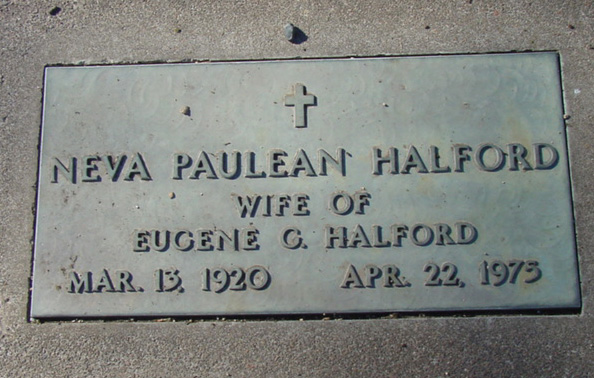 NEVA PAULEAN HALFORD
WIFE OF
EUGENE G. HALFORD
MAR. 13, 1920 APR. 22, 1975